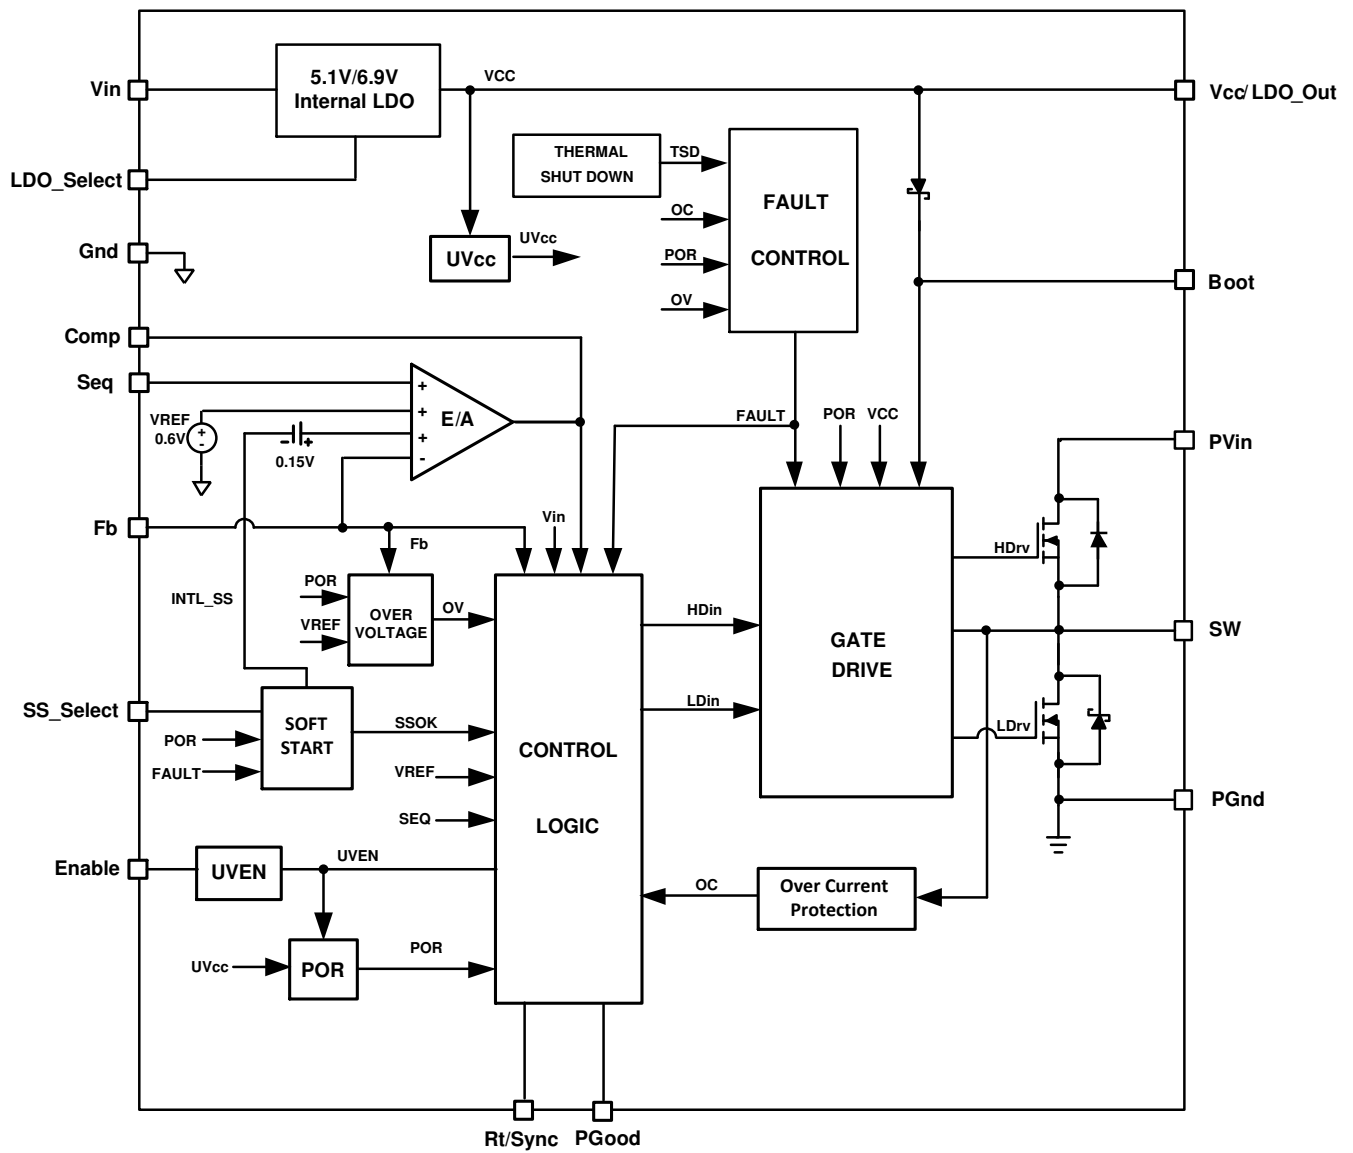 5.1V/6.9V
Internal LDO
VCC
Vin
Vcc/LDO_Out
LDO_Select
THERMAL
SHUT DOWN
TSD
FAULT
CONTROL
OC
POR
OV
Gnd
UVcc
UVcc
Boot
Comp
Seq
VREF
0.6V
+
-
- +
0.15V
+
+
+
-
E/A
FAULT
POR
VCC
PVin
Fb
Fb
Vin
HDrv
POR
VREF
OVER
VOLTAGE
OV
INTL_SS
HDin
GATE
DRIVE
SW
SS_Select
SOFT
START
SSOK
LDin
LDrv
POR
FAULT
VREF
SEQ
CONTROL
LOGIC
PGnd
Enable
UVEN
UVEN
OC
Over Current
Protection
UVcc
POR
POR
Rt/Sync
PGood